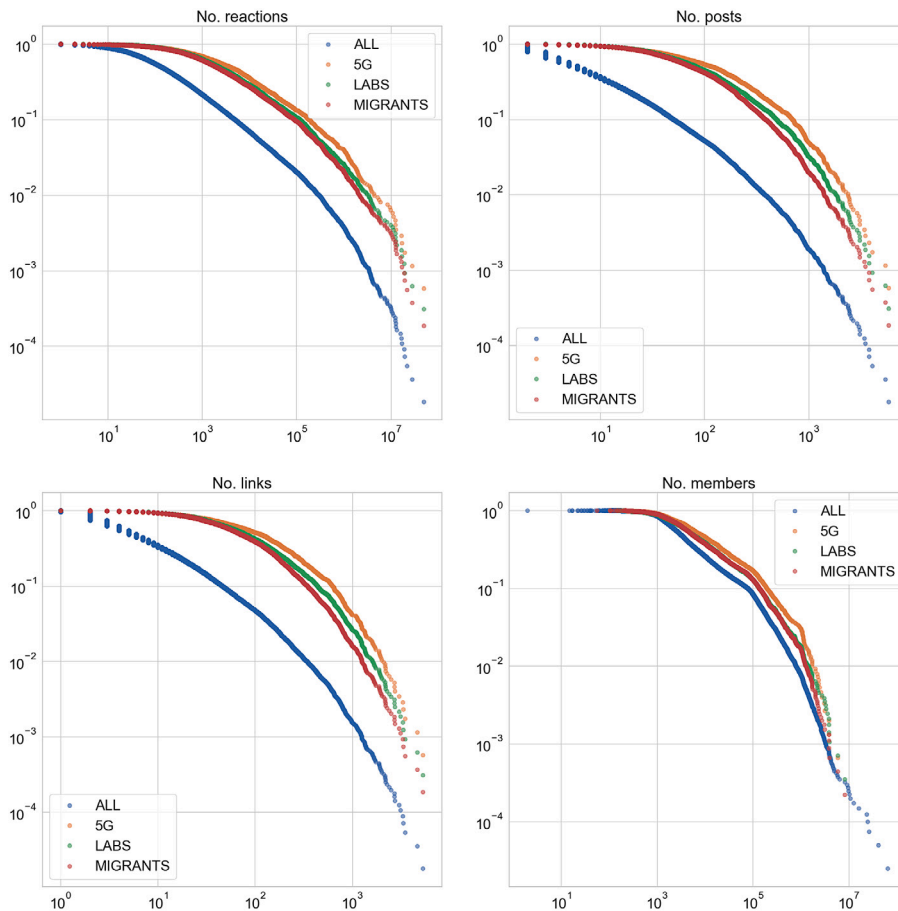 No. reactions
10^0
10^-1
10^-2
10^-3
10^-4
10^1 10^3 10^5 10^7
ALL
5G
LABS
MIGRANTS
No. posts
10^0
10^-1
10^-2
10^-3
10^-4
10^1 10^2 10^3
ALL
5G
LABS
MIGRANTS
No. links
10^0
10^-1
10^-2
10^-3
10^-4
10^0 10^1 10^2 10^3
ALL
5G
LABS
MIGRANTS
No. members
10^0
10^-1
10^-2
10^-3
10^-4
10^1 10^3 10^5 10^7
ALL
5G
LABS
MIGRANTS